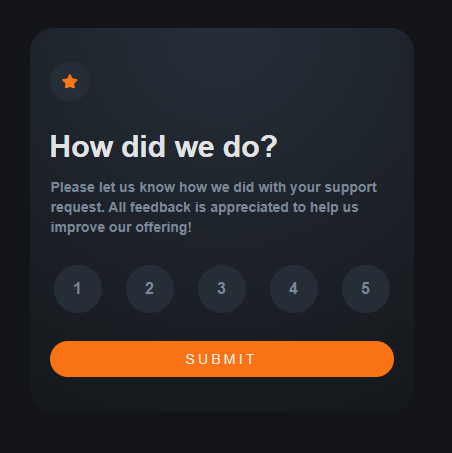 How did we do?
Please let us know how we did with your support
request. All feedback is appreciated to help us
improve our offering!
1 2 3 4 5
SUBMIT